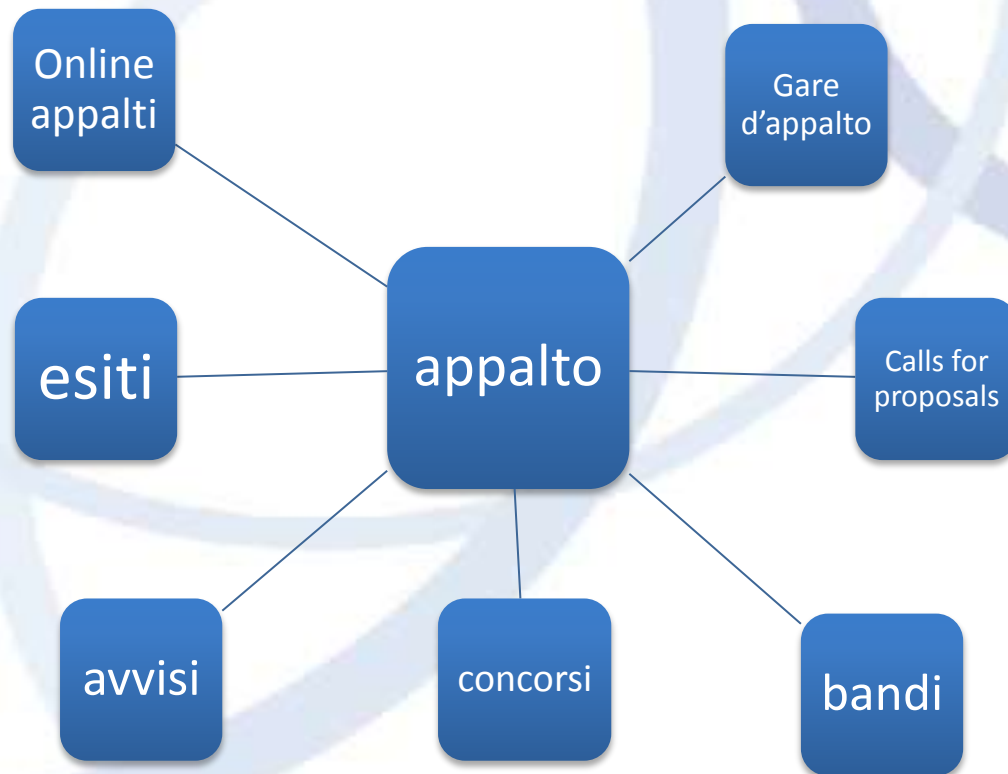 Online
appalti
Gare
d’appalto
esiti
appalto
Calls for
proposals
avvisi
concorsi
bandi